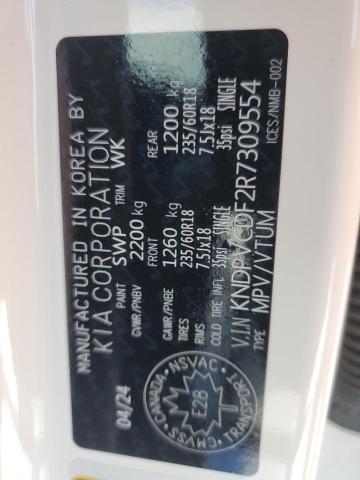 MANUFACTURED IN KOREA BY
KIA CORPORATION
PAINT SWP TRIM WK
04/24 GVWR/PNBV 2200 kg
FRONT REAR
GAWR/PNBE 1260 kg 1200 kg
TIRES 235/60R18 235/60R18
RIMS 7.5Jx18 7.5Jx18
COLD TIRE INFL. 35psi SINGLE 35psi SINGLE
V.I.N KNDPVCDF2R7309554
TYPE MPV/VTUM ICES/NMB-002
CANADA NSVAC
E28
CMVSS TRANSPORT